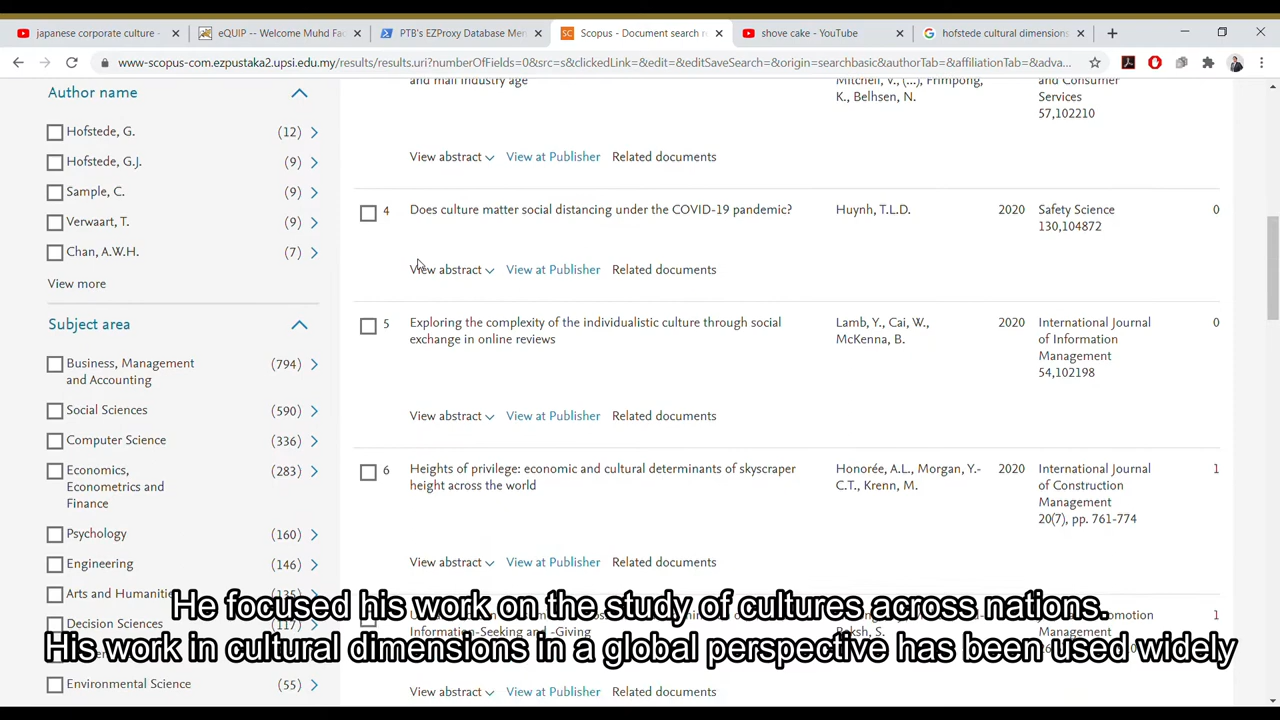 japanese corporate culture -
eQUIP -- Welcome Muhd Fa
PTB's EZProxy Database Men
SC Scopus - Document search r
shove cake - YouTube
hofstede cultural dimensions
www-scopus-com.ezpustaka2.upsi.edu.my/results/results.uri?numberOfFields=0&src=s&clickedLink=&edit=&editSaveSearch=&origin=searchbasic&authorTab=&affiliationTab=&adva...
Author name
Hofstede, G. (12)
Hofstede, G.J. (9)
Sample, C. (9)
Verwaart, T. (9)
Chan, A.W.H. (7)
View more
Subject area
Business, Management (794)
and Accounting
Social Sciences (590)
Computer Science (336)
Economics, (283)
Econometrics and
Finance
Psychology (160)
Engineering (146)
Arts and Humanitie (135)
Decision Sciences (117)
Environmental Science (55)
and mall industry age
Mitchell, V., (...), Frimpong,
K., Belhsen, N.
and Consumer
Services
57,102210
View abstract View at Publisher Related documents
4 Does culture matter social distancing under the COVID-19 pandemic? Huynh, T.L.D. 2020 Safety Science 0
130,104872
View abstract View at Publisher Related documents
5 Exploring the complexity of the individualistic culture through social Lamb, Y., Cai, W., 2020 International Journal 0
exchange in online reviews McKenna, B. of Information
Management
54,102198
View abstract View at Publisher Related documents
6 Heights of privilege: economic and cultural determinants of skyscraper Honorée, A.L., Morgan, Y.- 2020 International Journal 1
height across the world C.T., Krenn, M. of Construction
Management
20(7), pp. 761-774
View abstract View at Publisher Related documents
1
Information-Seeking and -Giving
View abstract View at Publisher Related documents
He focused his work on the study of cultures across nations.
His work in cultural dimensions in a global perspective has been used widely